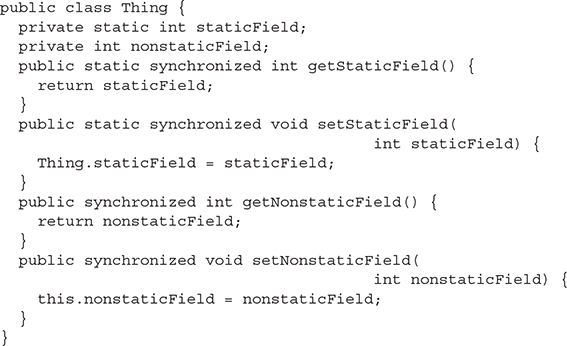 public class Thing {
  private static int staticField;
  private int nonstaticField;
  public static synchronized int getStaticField() {
    return staticField;
  }
  public static synchronized void setStaticField(
                                      int staticField) {
    Thing.staticField = staticField;
  }
  public synchronized int getNonstaticField() {
    return nonstaticField;
  }
  public synchronized void setNonstaticField(
                                      int nonstaticField) {
    this.nonstaticField = nonstaticField;
  }
}